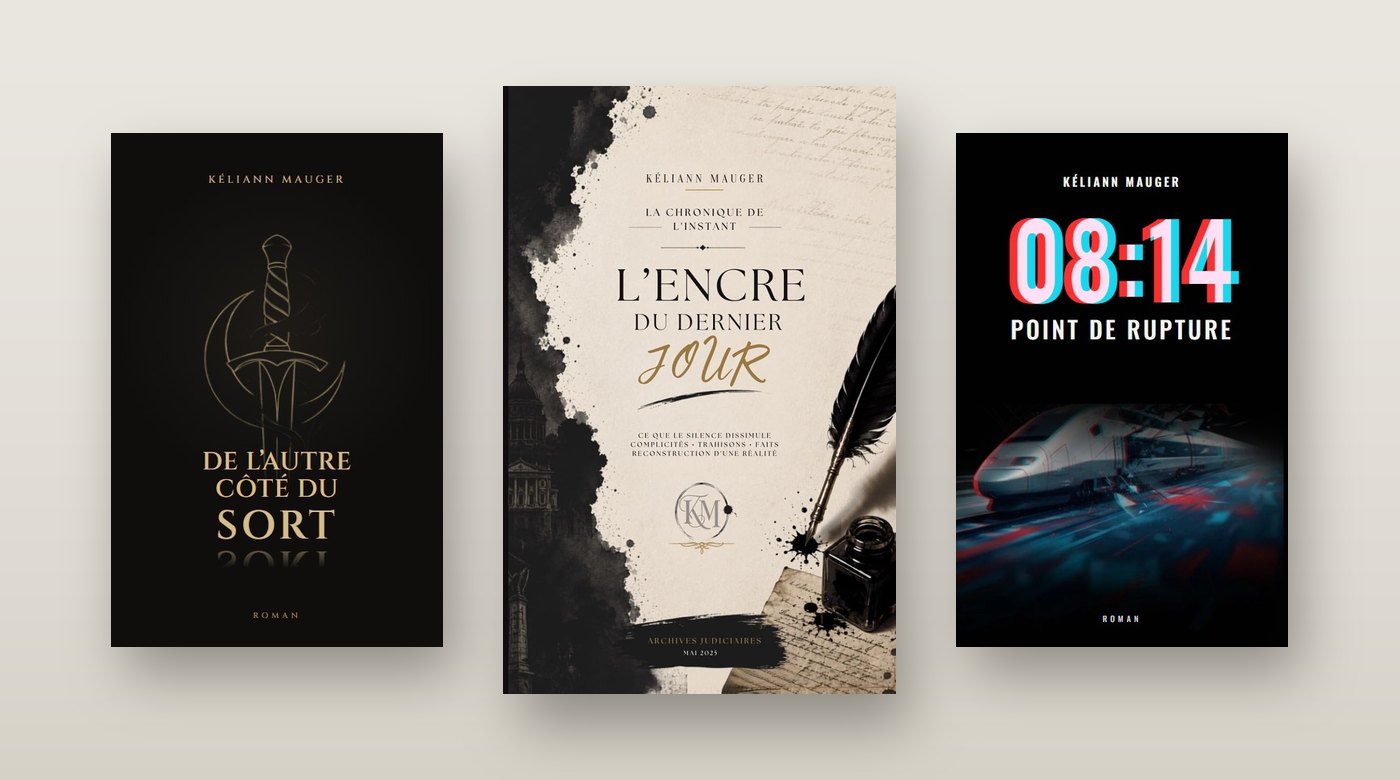 KÉLIANN MAUGER
DE L'AUTRE
CÔTÉ DU
SORT
ROMAN
KÉLIANN MAUGER
LA CHRONIQUE DE
L'INSTANT
L'ENCRE
DU DERNIER
JOUR
CE QUE LE SILENCE DISSIMULE
COMPLICITÉS • TRAHISONS • FAITS
RECONSTRUCTION D'UNE RÉALITÉ
KM
ARCHIVES JUDICIAIRES
MAI 2025
KÉLIANN MAUGER
08:14
POINT DE RUPTURE
ROMAN